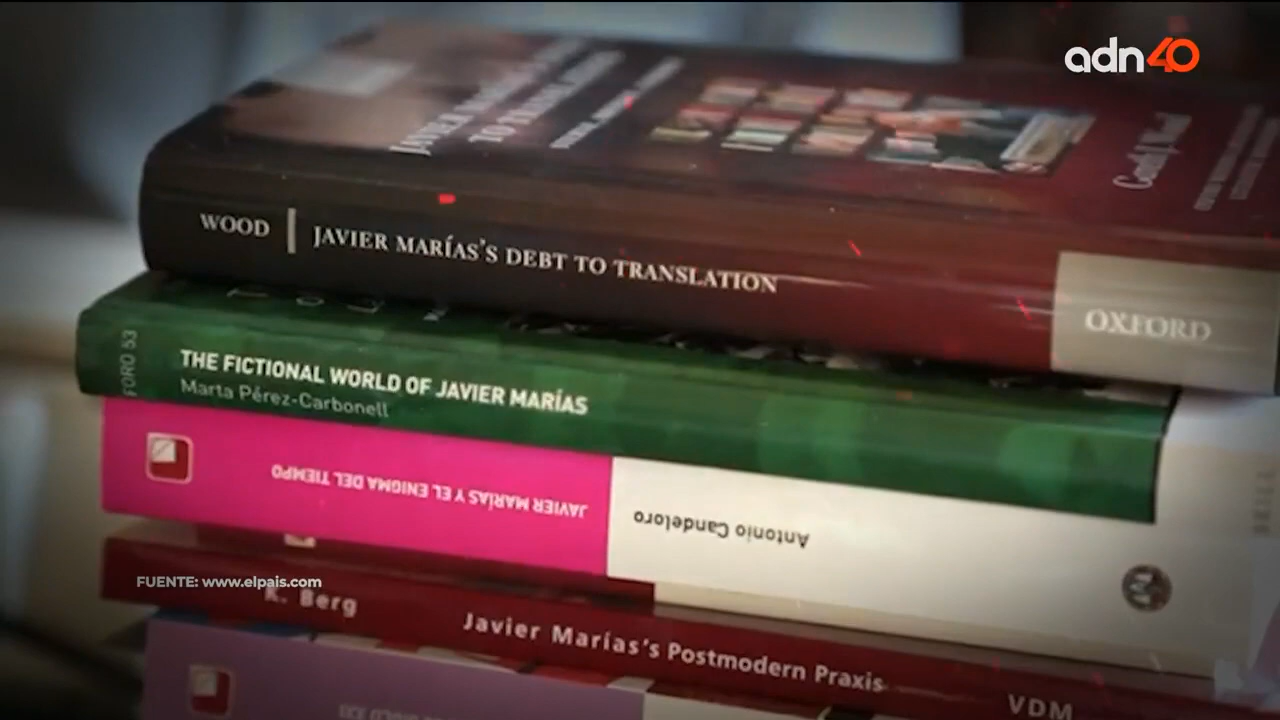 adn40
WOOD | JAVIER MARÍAS'S DEBT TO TRANSLATION
OXFORD
FORO 53
THE FICTIONAL WORLD OF JAVIER MARÍAS
Marta Pérez-Carbonell
JAVIER MARÍAS Y EL ENIGMA DEL TIEMPO
Antonio Candeloro
FUENTE: www.elpais.com
K. Berg
Javier Marías's Postmodern Praxis
VDM